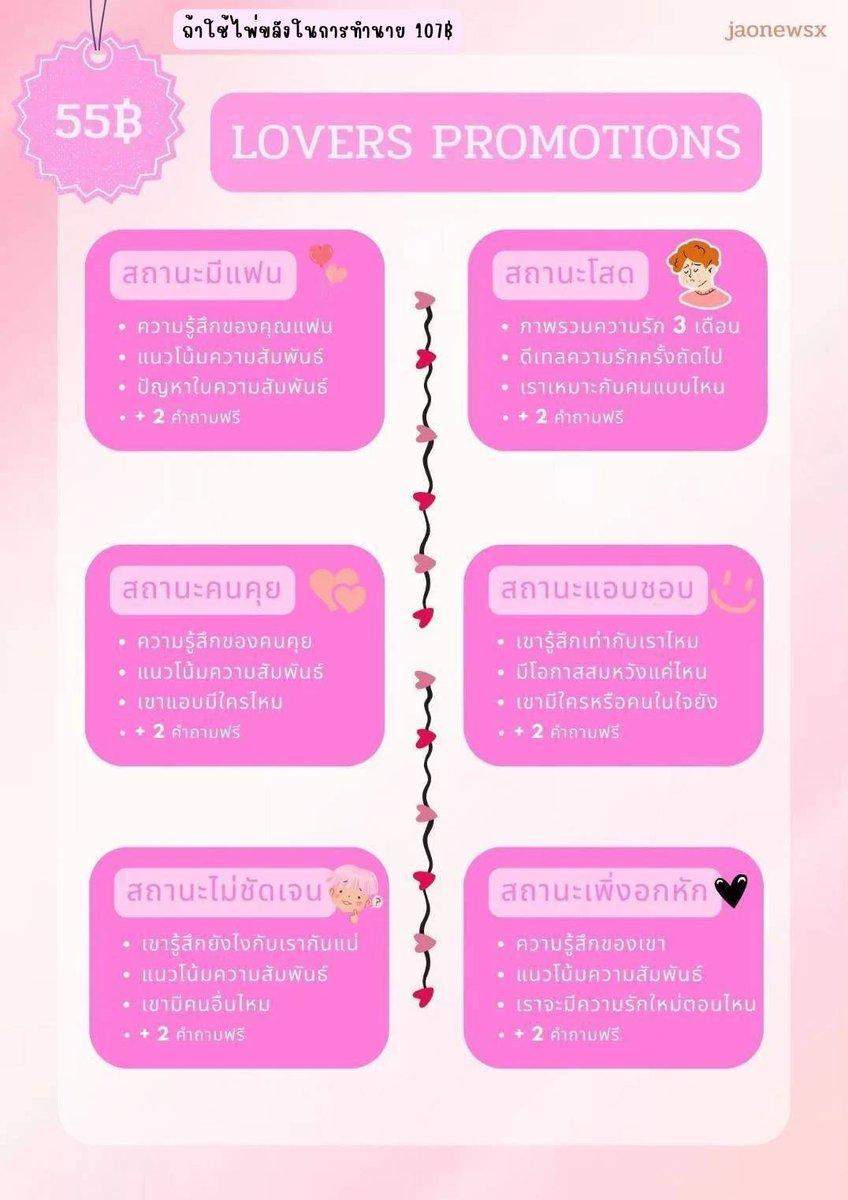 ถ้าใช้ไพ่ขลังในการทำนาย 107฿
jaonewsx
55฿
LOVERS PROMOTIONS
สถานะมีแฟน
• ความรู้สึกของคุณแฟน
• แนวโน้มความสัมพันธ์
• ปัญหาในความสัมพันธ์
• + 2 คำถามฟรี
สถานะโสด
• ภาพรวมความรัก 3 เดือน
• ดีเทลความรักครั้งถัดไป
• เราเหมาะกับคนแบบไหน
• + 2 คำถามฟรี
สถานะคนคุย
• ความรู้สึกของคนคุย
• แนวโน้มความสัมพันธ์
• เขาแอบมีใครไหม
• + 2 คำถามฟรี
สถานะแอบชอบ
• เขารู้สึกเท่ากับเราไหม
• มีโอกาสสมหวังแค่ไหน
• เขามีใครหรือคนในใจยัง
• + 2 คำถามฟรี
สถานะไม่ชัดเจน
?
• เขารู้สึกยังไงกับเรากันแน่
• แนวโน้มความสัมพันธ์
• เขามีคนอื่นไหม
• + 2 คำถามฟรี
สถานะเพิ่งอกหัก
• ความรู้สึกของเขา
• แนวโน้มความสัมพันธ์
• เราจะมีความรักใหม่ตอนไหน
• + 2 คำถามฟรี